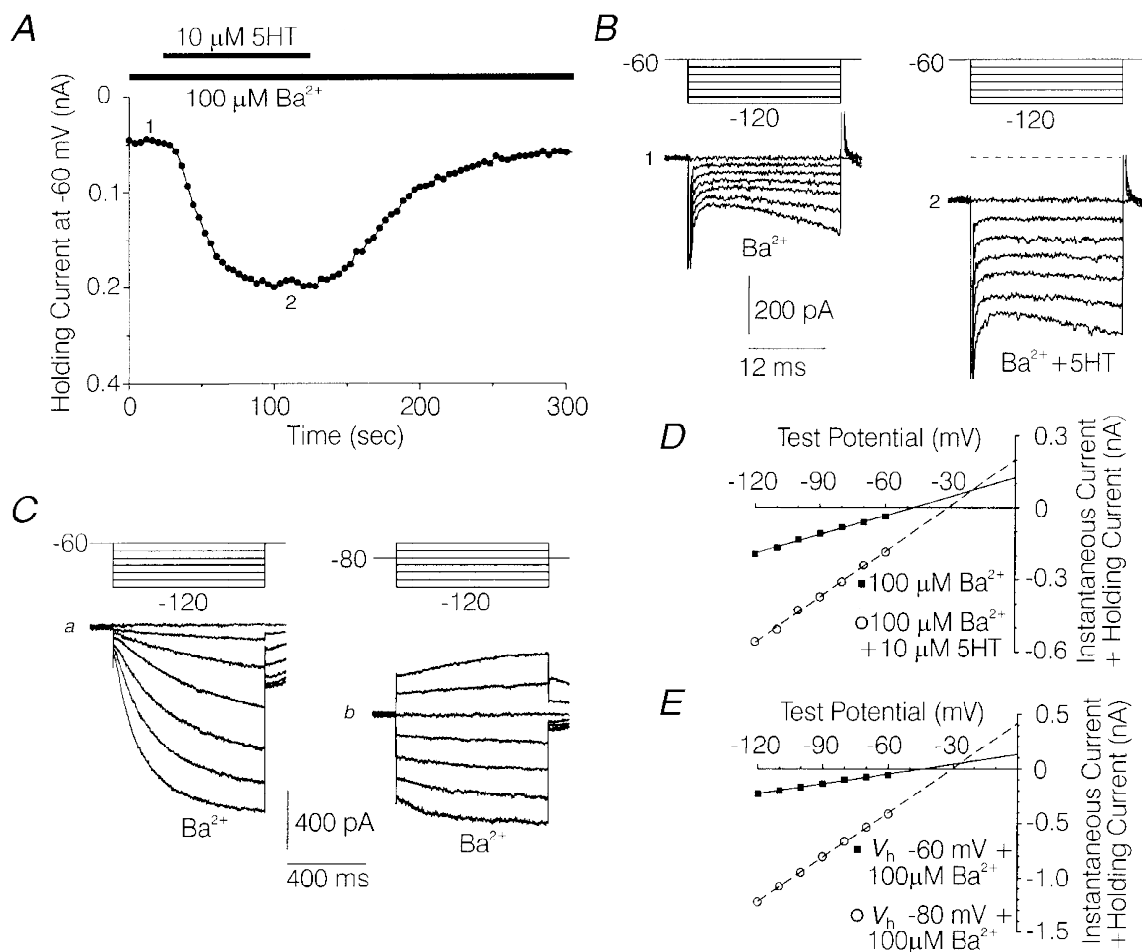 A
10 μM 5HT
100 μM Ba²⁺
Holding Current at -60 mV (nA)
0
0.1
0.2
0.4
1
2
0 100 200 300
Time (sec)
B
-60
-120
1
Ba²⁺
200 pA
12 ms
-60
-120
2
Ba²⁺ + 5HT
C
-60
-120
a
Ba²⁺
400 pA
400 ms
-80
-120
b
Ba²⁺
D
Test Potential (mV)
-120 -90 -60 -30
0.3
0
-0.3
-0.6
100 μM Ba²⁺
100 μM Ba²⁺
+ 10 μM 5HT
Instantaneous Current
+ Holding Current (nA)
E
Test Potential (mV)
-120 -90 -60 -30
0.5
0
-0.5
-1.0
-1.5
Vh -60 mV +
100μM Ba²⁺
Vh -80 mV +
100μM Ba²⁺
Instantaneous Current
+ Holding Current (nA)